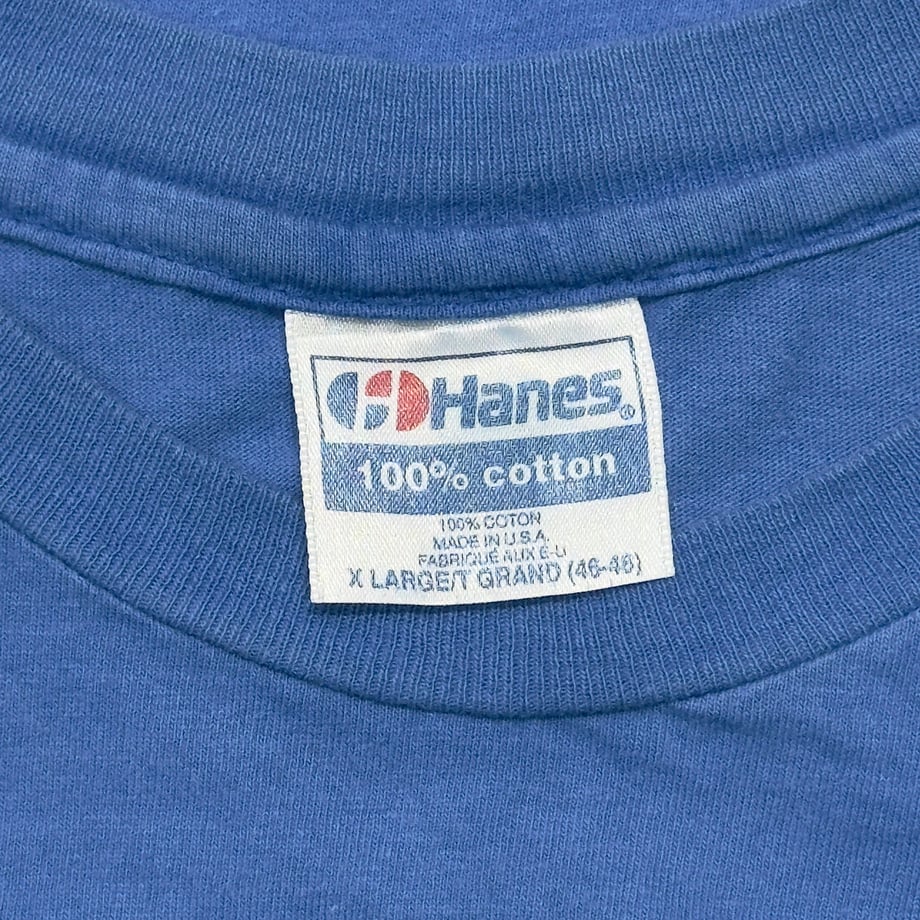 Hanes®
100% cotton
100% COTON
MADE IN U.S.A.
FABRIQUÉ AUX É-U
X LARGE/T GRAND (46-48)